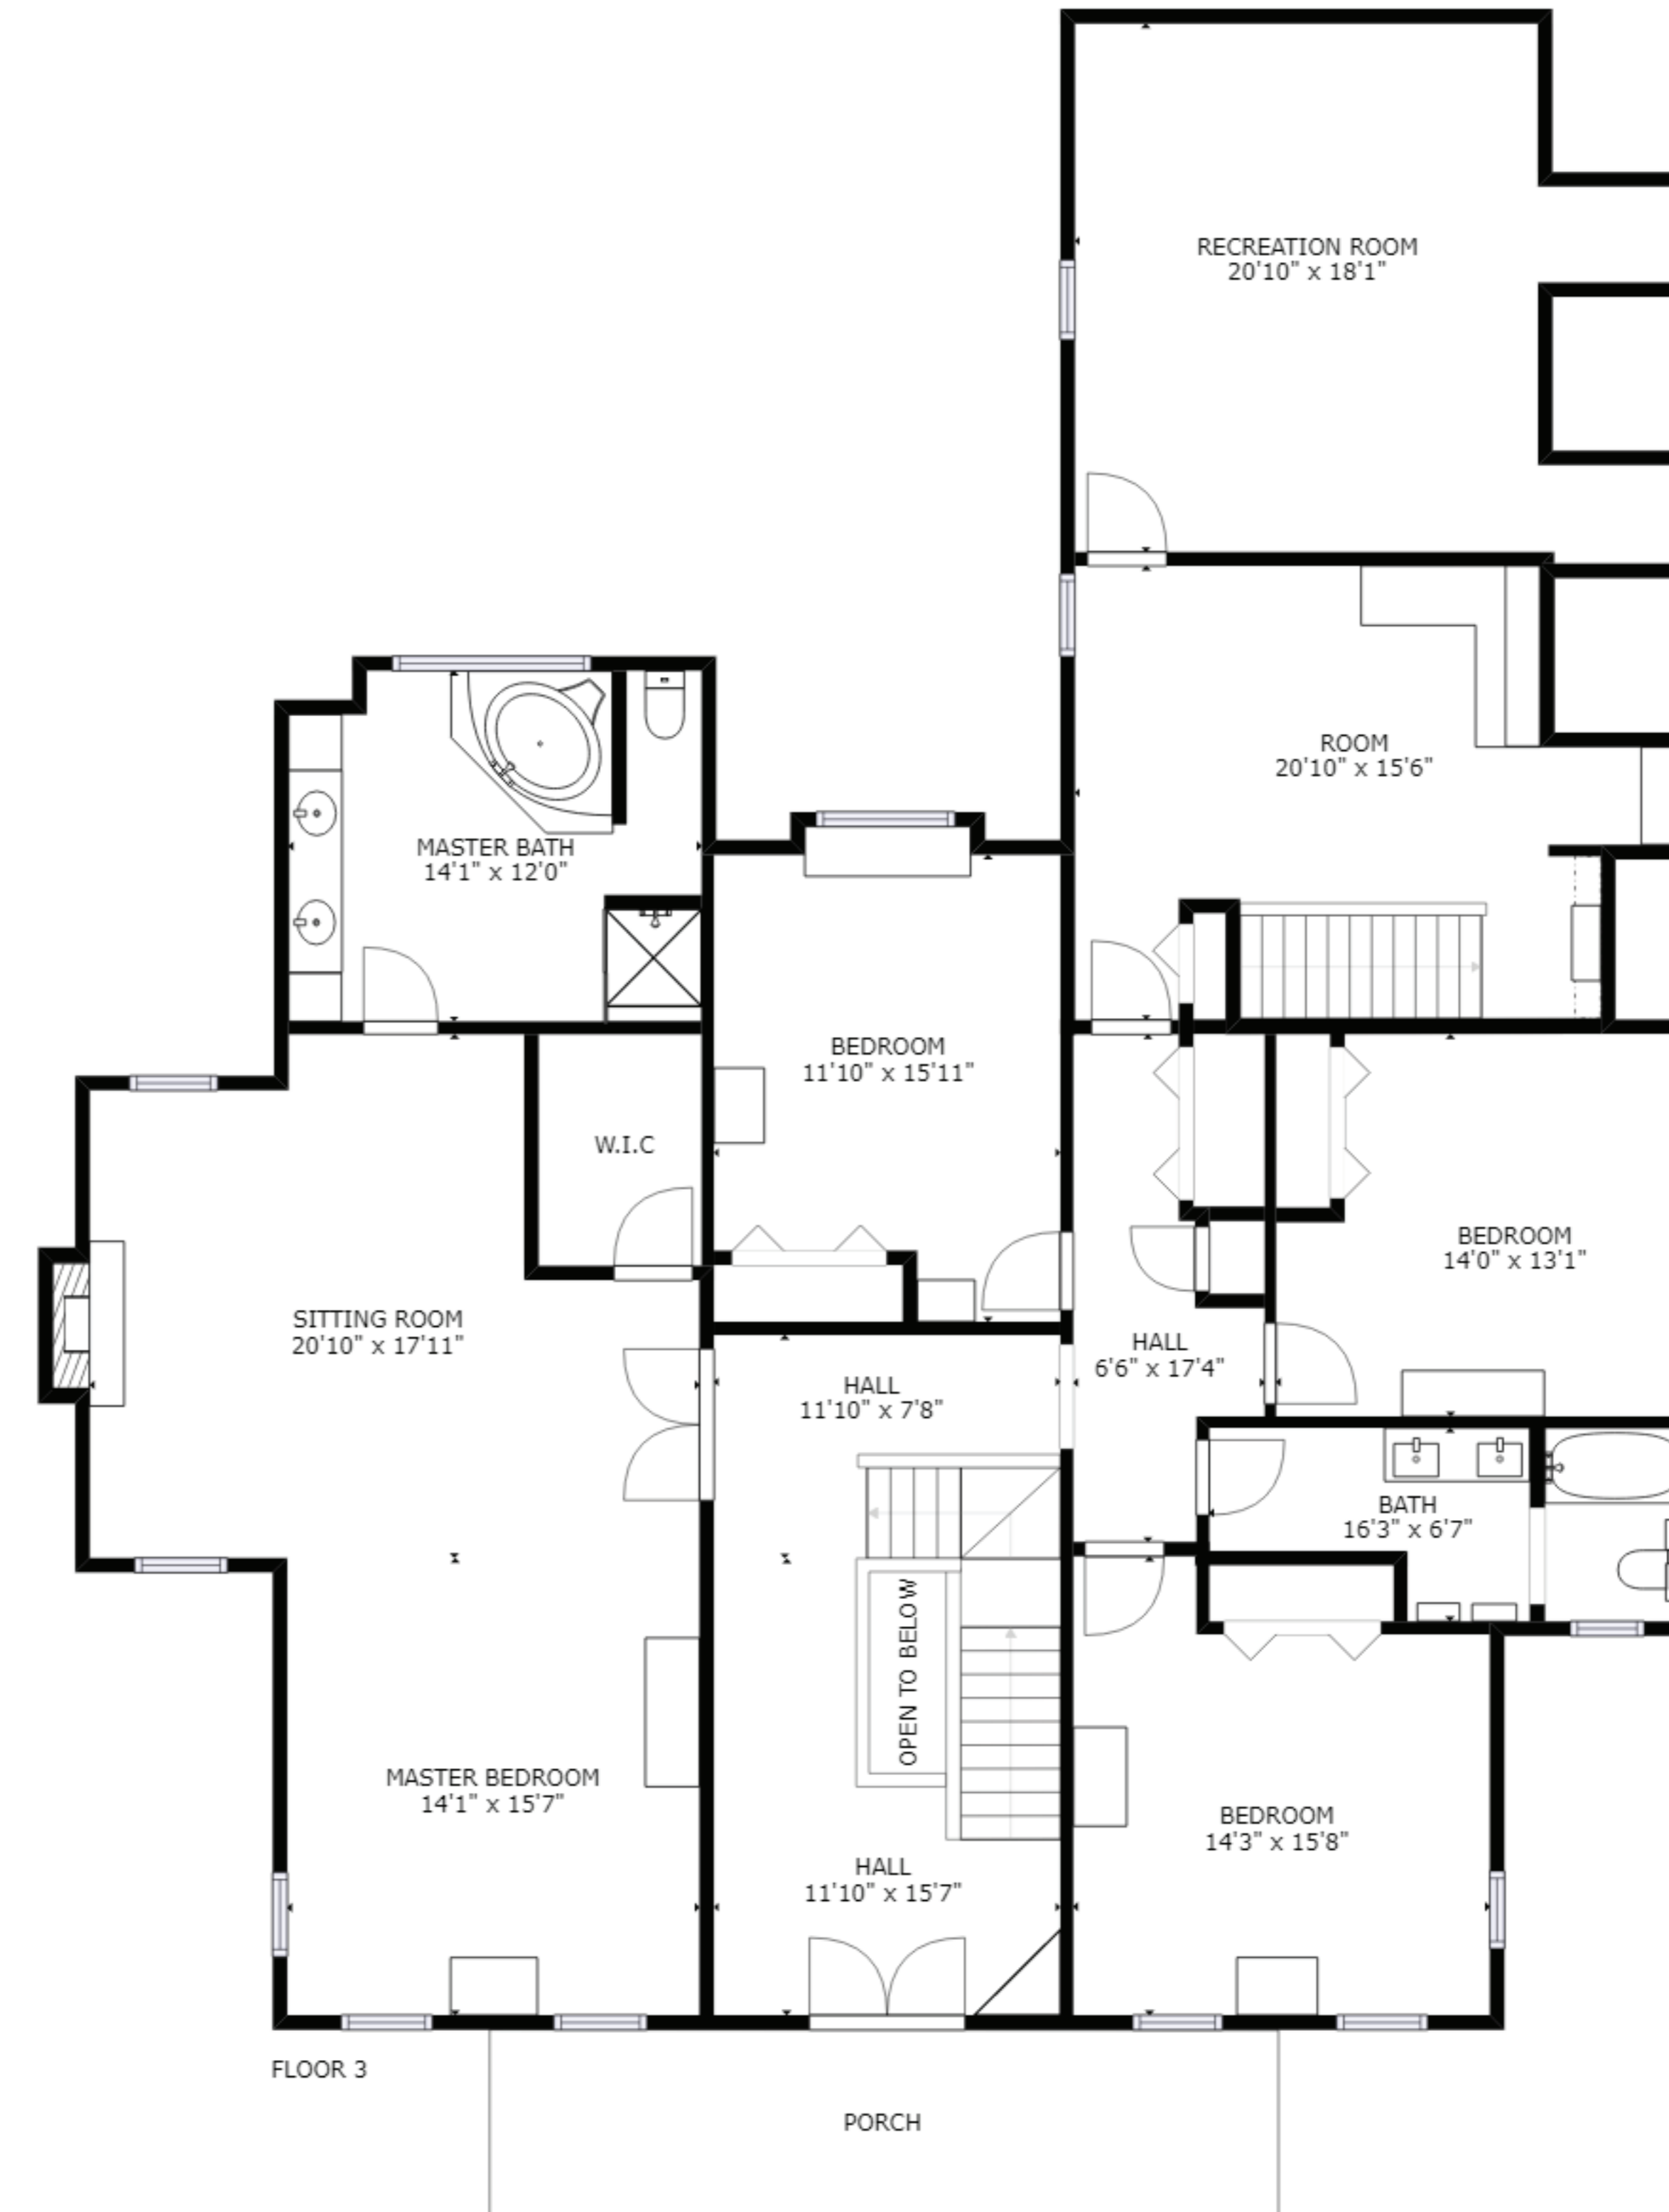 RECREATION ROOM
20'10" x 18'1"
ROOM
20'10" x 15'6"
MASTER BATH
14'1" x 12'0"
BEDROOM
11'10" x 15'11"
W.I.C
BEDROOM
14'0" x 13'1"
SITTING ROOM
20'10" x 17'11"
HALL
6'6" x 17'4"
HALL
11'10" x 7'8"
BATH
16'3" x 6'7"
OPEN TO BELOW
MASTER BEDROOM
14'1" x 15'7"
BEDROOM
14'3" x 15'8"
HALL
11'10" x 15'7"
FLOOR 3
PORCH